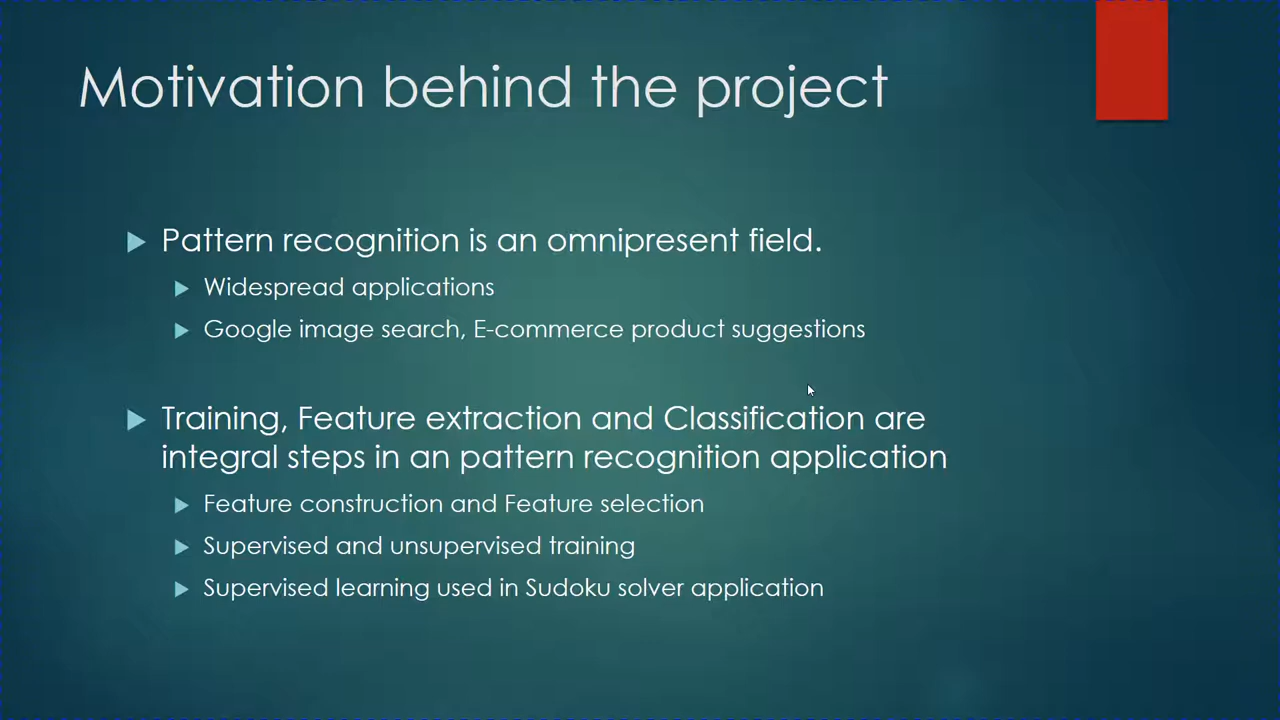 Motivation behind the project
Pattern recognition is an omnipresent field.
Widespread applications
Google image search, E-commerce product suggestions
Training, Feature extraction and Classification are
integral steps in an pattern recognition application
Feature construction and Feature selection
Supervised and unsupervised training
Supervised learning used in Sudoku solver application